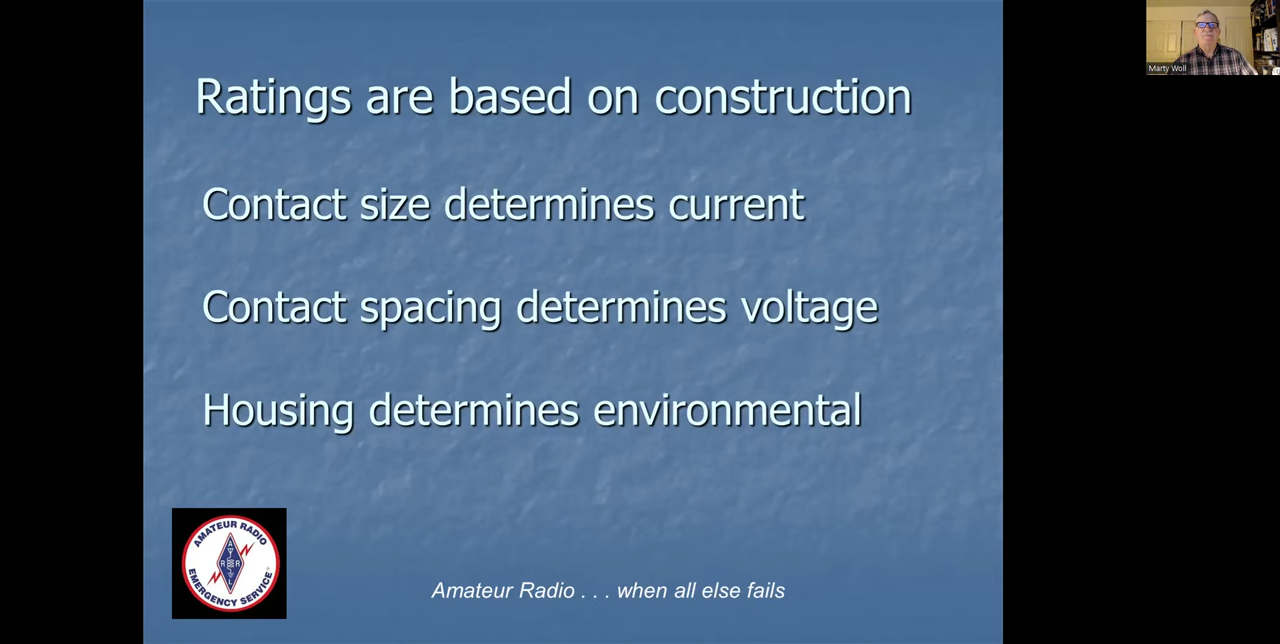 Ratings are based on construction
Marty Woll
Contact size determines current
Contact spacing determines voltage
Housing determines environmental
AMATEUR RADIO
EMERGENCY SERVICE
Amateur Radio . . . when all else fails